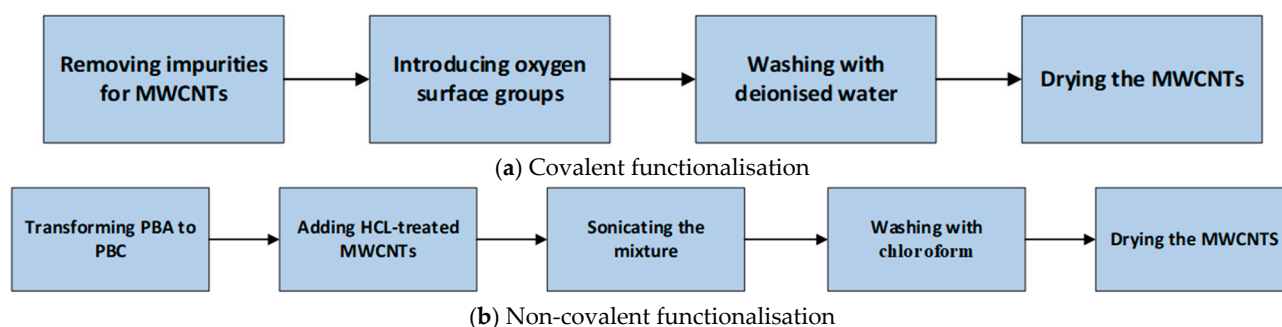 Removing impurities
for MWCNTs
Introducing oxygen
surface groups
Washing with
deionised water
Drying the MWCNTs
(a) Covalent functionalisation
Transforming PBA to
PBC
Adding HCL-treated
MWCNTs
Sonicating the
mixture
Washing with
chloroform
Drying the MWCNTS
(b) Non-covalent functionalisation